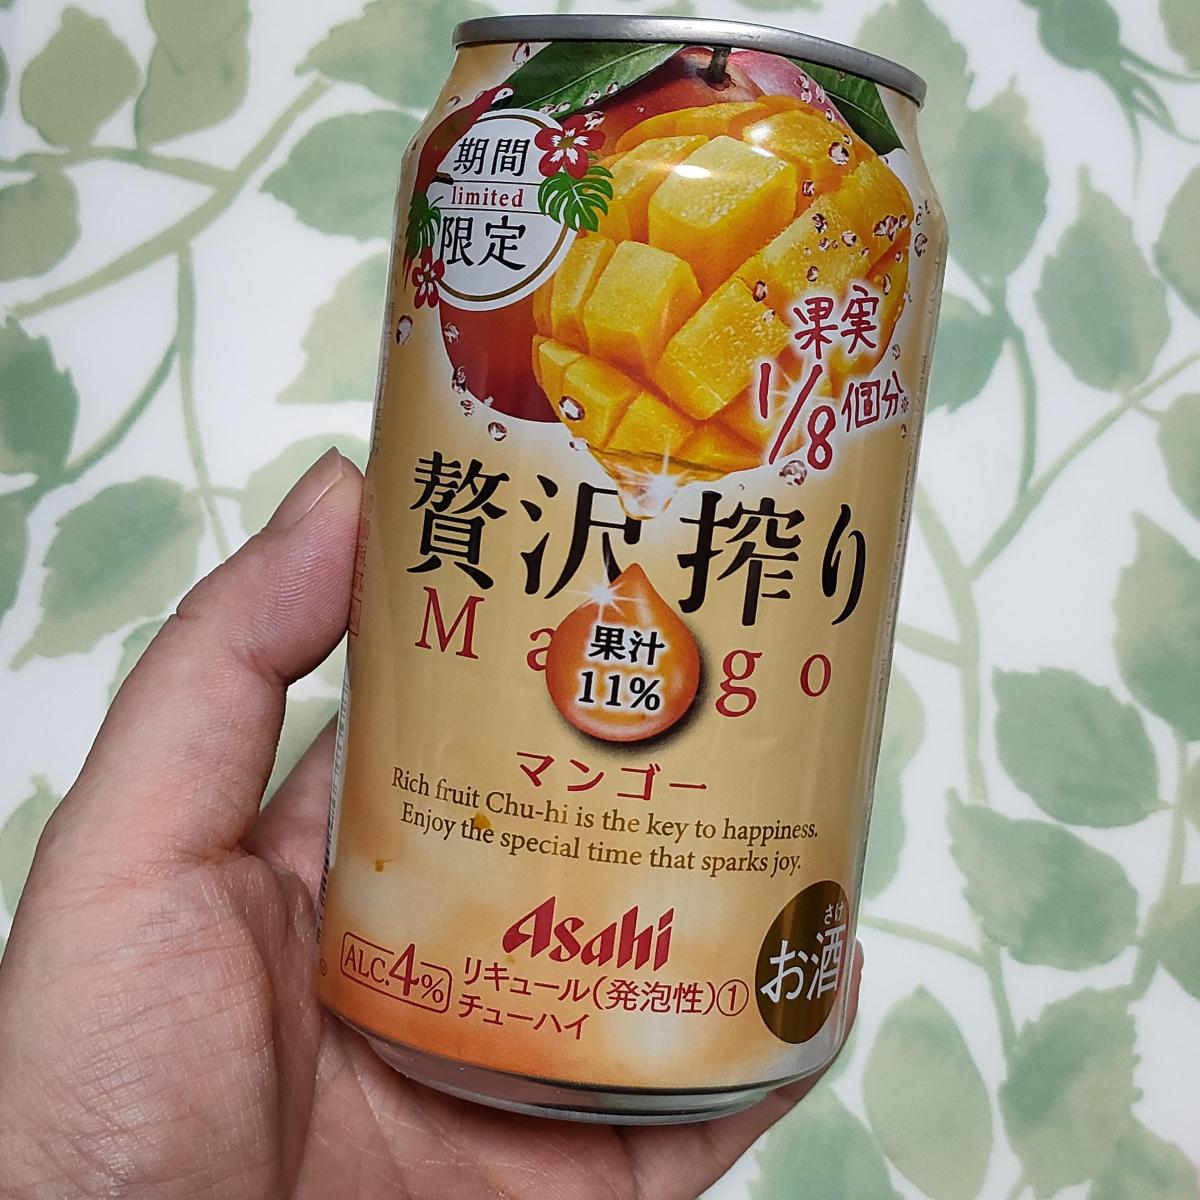 期間
limited
限定
果実
1/8個分※
贅沢搾り
Mango
果汁
11%
マンゴー
Rich fruit Chu-hi is the key to happiness.
Enjoy the special time that sparks joy.
Asahi
ALC.4%
リキュール(発泡性)①
チューハイ
さけ
お酒